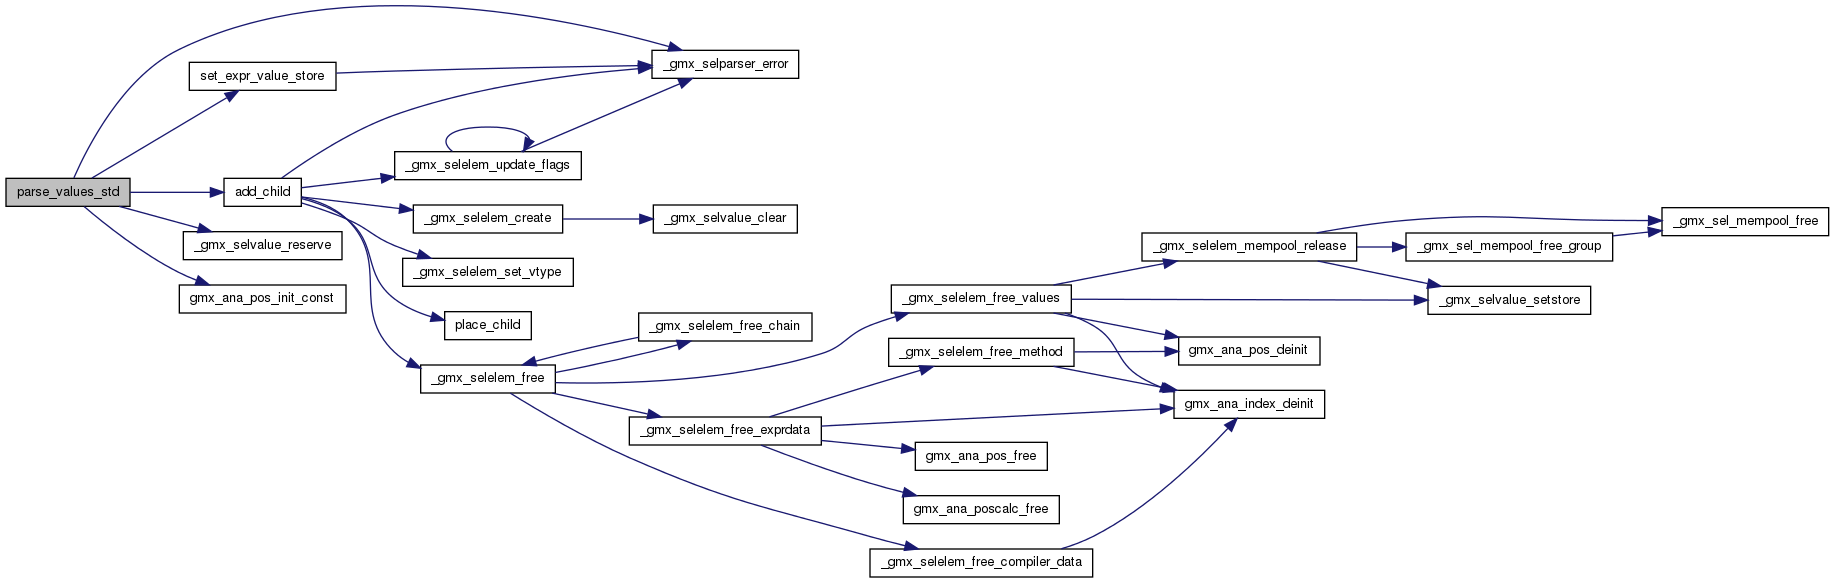 parse_values_std
set_expr_value_store
add_child
_gmx_selvalue_reserve
gmx_ana_pos_init_const
_gmx_selparser_error
_gmx_selelem_update_flags
_gmx_selelem_create
_gmx_selelem_set_vtype
place_child
_gmx_selelem_free
_gmx_selvalue_clear
_gmx_selelem_free_chain
_gmx_selelem_free_exprdata
_gmx_selelem_free_values
_gmx_selelem_free_method
gmx_ana_pos_free
gmx_ana_poscalc_free
_gmx_selelem_free_compiler_data
_gmx_selelem_mempool_release
gmx_ana_pos_deinit
gmx_ana_index_deinit
_gmx_sel_mempool_free_group
_gmx_selvalue_setstore
_gmx_sel_mempool_free